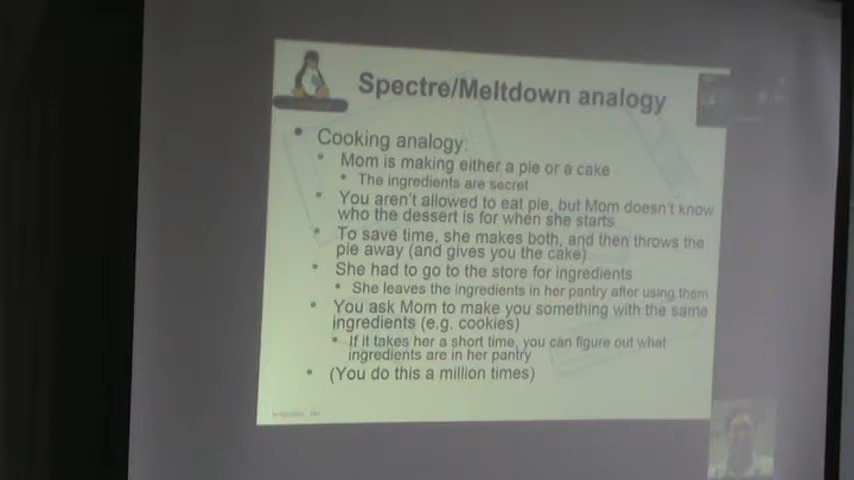 Spectre/Meltdown analogy
Cooking analogy:
Mom is making either a pie or a cake
The ingredients are secret
You aren't allowed to eat pie, but Mom doesn't know
who the dessert is for when she starts
To save time, she makes both, and then throws the
pie away (and gives you the cake)
She had to go to the store for ingredients
She leaves the ingredients in her pantry after using them
You ask Mom to make you something with the same
ingredients (e.g. cookies)
If it takes her a short time, you can figure out what
ingredients are in her pantry
(You do this a million times)